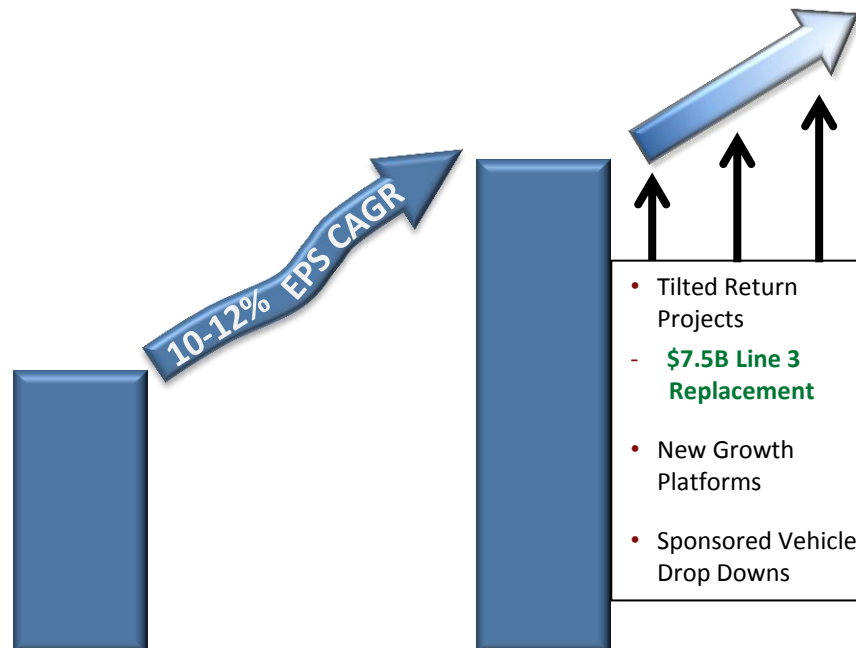 10-12% EPS CAGR
• Tilted Return
Projects
- $7.5B Line 3
Replacement
• New Growth
Platforms
• Sponsored Vehicle
Drop Downs